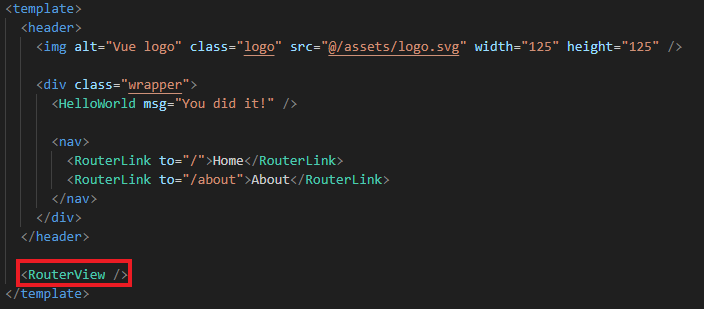 <template>
<header>
<img alt="Vue logo" class="logo" src="@/assets/logo.svg" width="125" height="125" />
<div class="wrapper">
<HelloWorld msg="You did it!" />
<nav>
<RouterLink to="/">Home</RouterLink>
<RouterLink to="/about">About</RouterLink>
</nav>
</div>
</header>
<RouterView />
</template>